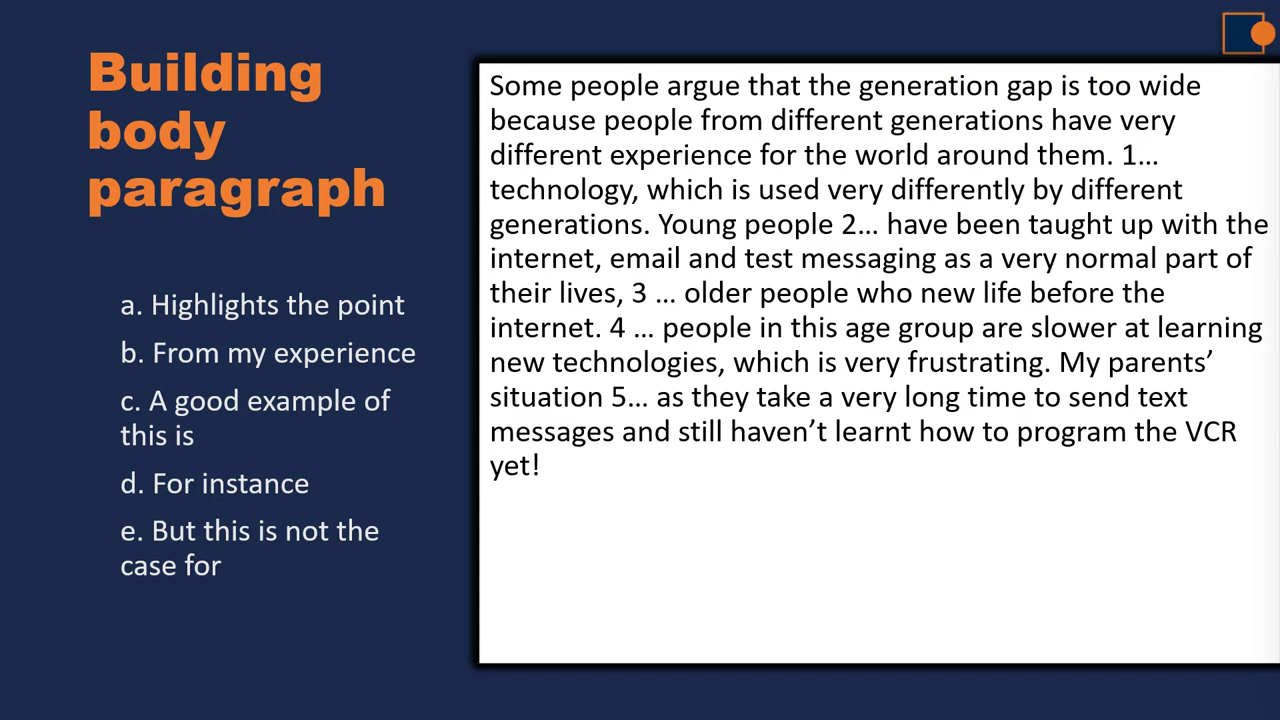 Building
body
paragraph
a. Highlights the point
b. From my experience
c. A good example of
this is
d. For instance
e. But this is not the
case for
Some people argue that the generation gap is too wide
because people from different generations have very
different experience for the world around them. 1…
technology, which is used very differently by different
generations. Young people 2… have been taught up with the
internet, email and test messaging as a very normal part of
their lives, 3 … older people who new life before the
internet. 4 … people in this age group are slower at learning
new technologies, which is very frustrating. My parents’
situation 5… as they take a very long time to send text
messages and still haven’t learnt how to program the VCR
yet!